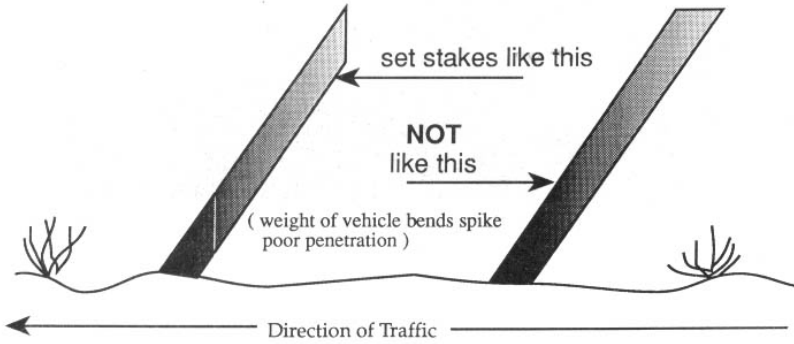 set stakes like this
NOT
like this
( weight of vehicle bends spike
poor penetration )
Direction of Traffic